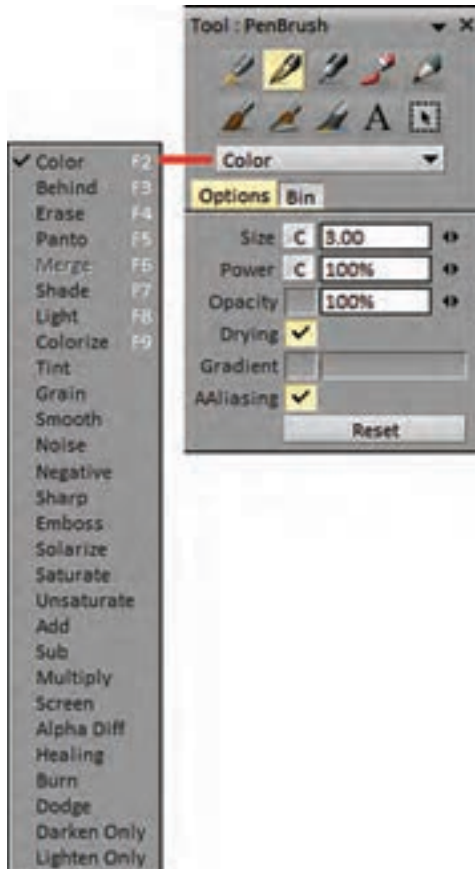 Tool : PenBrush
A
Color
Options Bin
Size C 3.00
Power C 100%
Opacity 100%
Drying
Gradient
AAliasing
Reset
Color F2
Behind F3
Erase F4
Panto F5
Merge F6
Shade F7
Light F8
Colorize F9
Tint
Grain
Smooth
Noise
Negative
Sharp
Emboss
Solarize
Saturate
Unsaturate
Add
Sub
Multiply
Screen
Alpha Diff
Healing
Burn
Dodge
Darken Only
Lighten Only